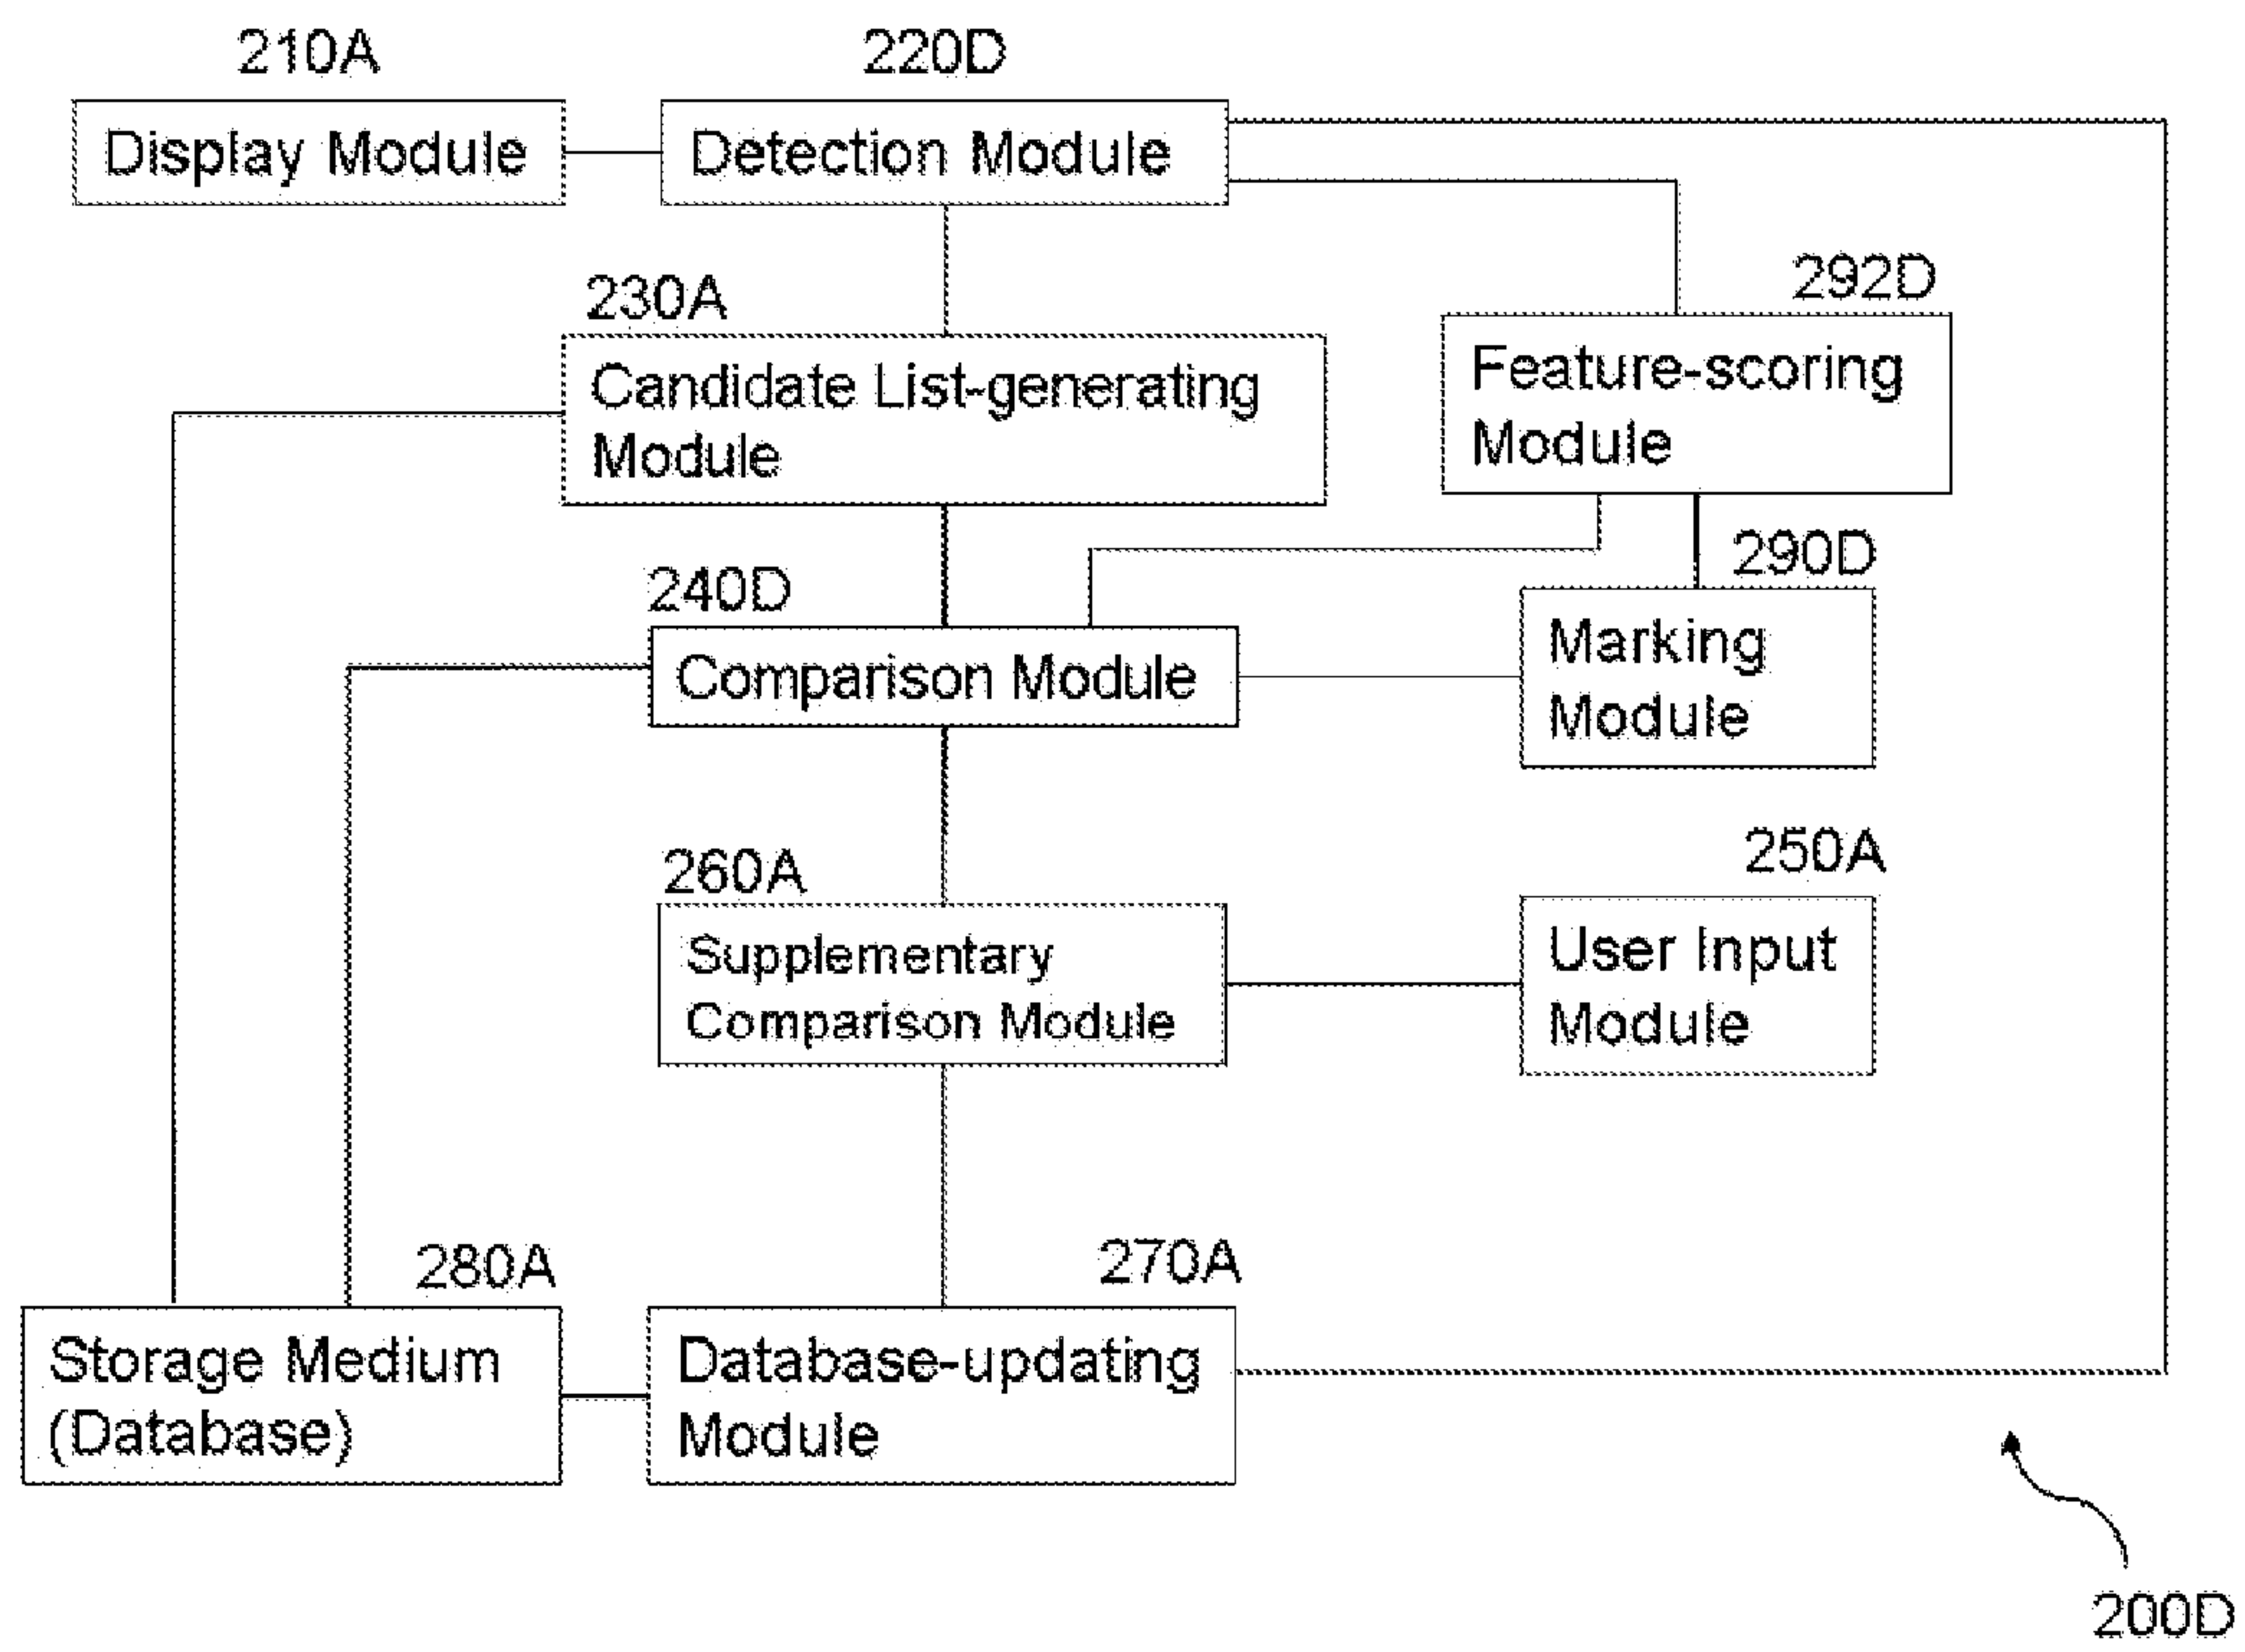 210A
220D
Display Module
Detection Module
230A
292D
Candidate List-generating
Module
Feature-scoring
Module
240D
290D
Comparison Module
Marking
Module
260A
250A
Supplementary
Comparison Module
User Input
Module
280A
270A
Storage Medium
(Database)
Database-updating
Module
200D